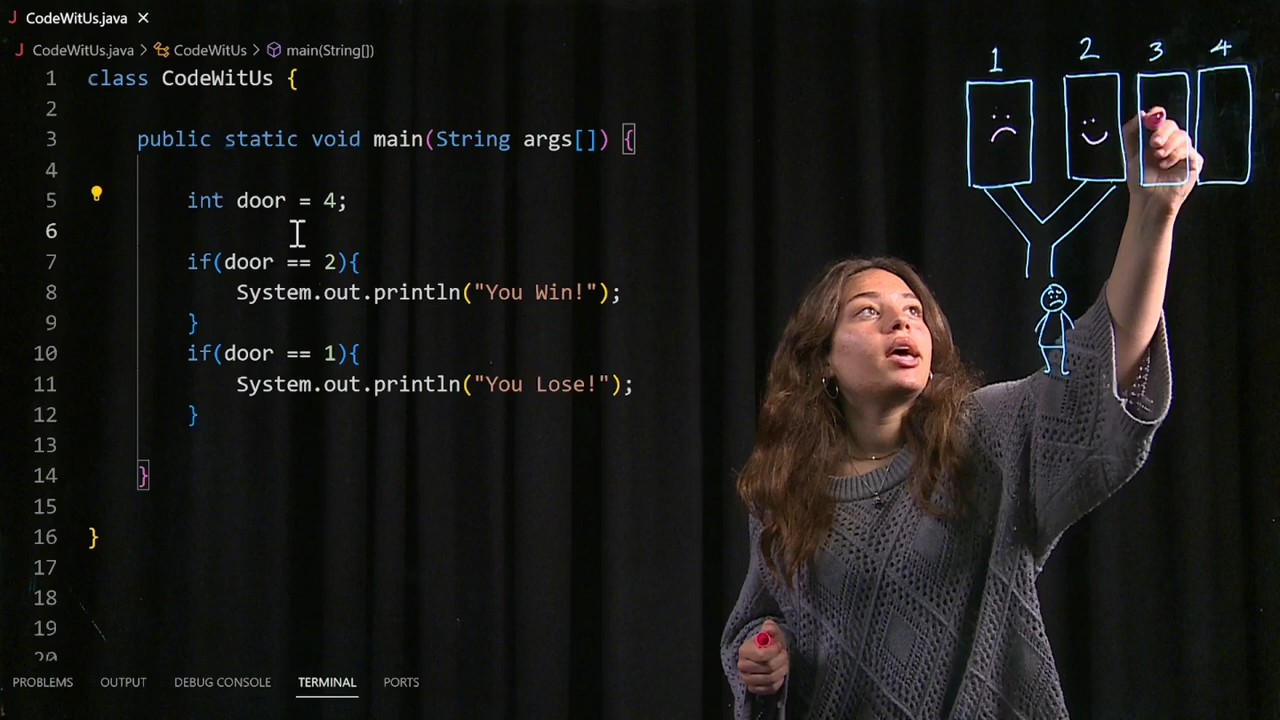 CodeWitUs.java ×
CodeWitUs.java > CodeWitUs > main(String[])
1 class CodeWitUs {
2
3 public static void main(String args[]) {
4
5 int door = 4;
6
7 if(door == 2){
8 System.out.println("You Win!");
9 }
10 if(door == 1){
11 System.out.println("You Lose!");
12 }
13
14 }
15
16 }
17
18
19
20
PROBLEMS OUTPUT DEBUG CONSOLE TERMINAL PORTS
1 2 3 4